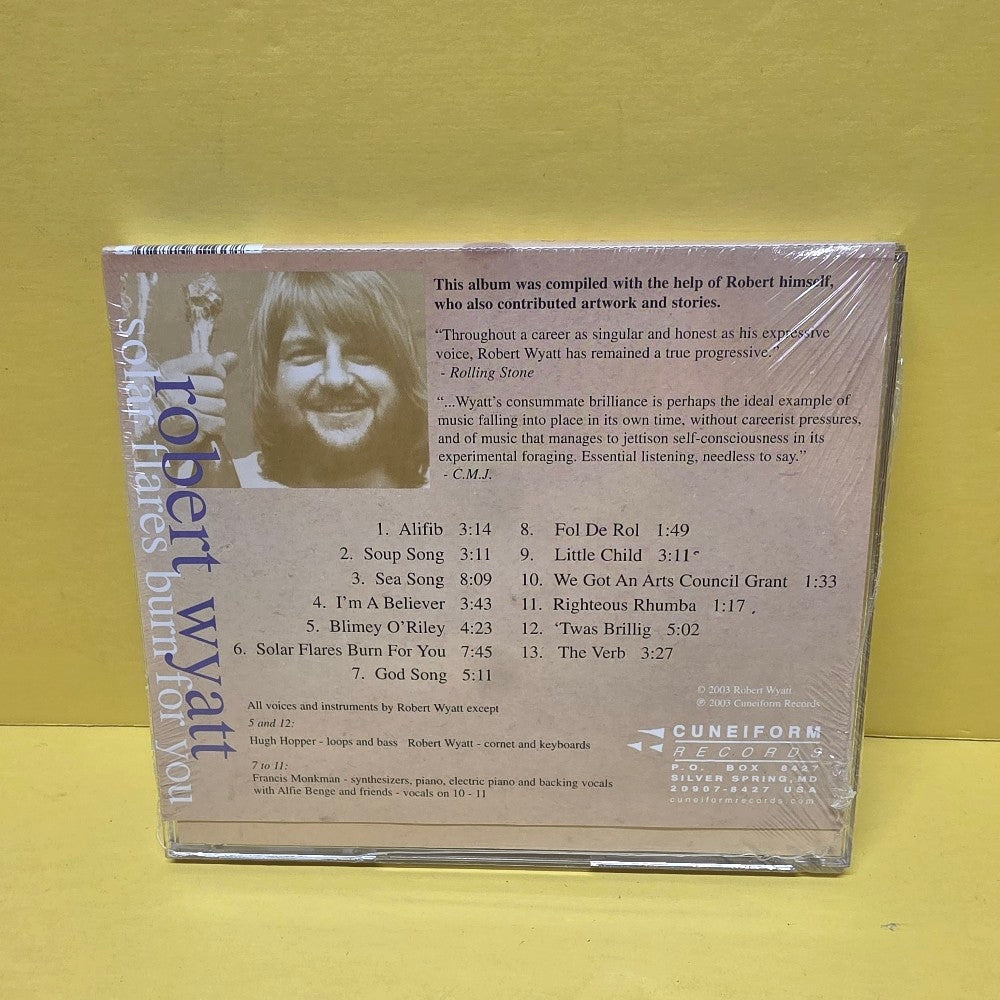 robert wyatt
solar flares burn for you
This album was compiled with the help of Robert himself,
who also contributed artwork and stories.
“Throughout a career as singular and honest as his expressive
voice, Robert Wyatt has remained a true progressive.”
- Rolling Stone
“...Wyatt's consummate brilliance is perhaps the ideal example of
music falling into place in its own time, without careerist pressures,
and of music that manages to jettison self-consciousness in its
experimental foraging. Essential listening, needless to say.”
- C.M.J.
1. Alifib 3:14
2. Soup Song 3:11
3. Sea Song 8:09
4. I'm A Believer 3:43
5. Blimey O'Riley 4:23
6. Solar Flares Burn For You 7:45
7. God Song 5:11
8. Fol De Rol 1:49
9. Little Child 3:11
10. We Got An Arts Council Grant 1:33
11. Righteous Rhumba 1:17
12. ‘Twas Brillig 5:02
13. The Verb 3:27
All voices and instruments by Robert Wyatt except
5 and 12:
Hugh Hopper - loops and bass Robert Wyatt - cornet and keyboards
7 to 11:
Francis Monkman - synthesizers, piano, electric piano and backing vocals
with Alfie Benge and friends - vocals on 10 - 11
© 2003 Robert Wyatt
℗ 2003 Cuneiform Records
CUNEIFORM
RECORDS
P.O. BOX 8427
SILVER SPRING, MD
20907-8427 USA
cuneiformrecords.com